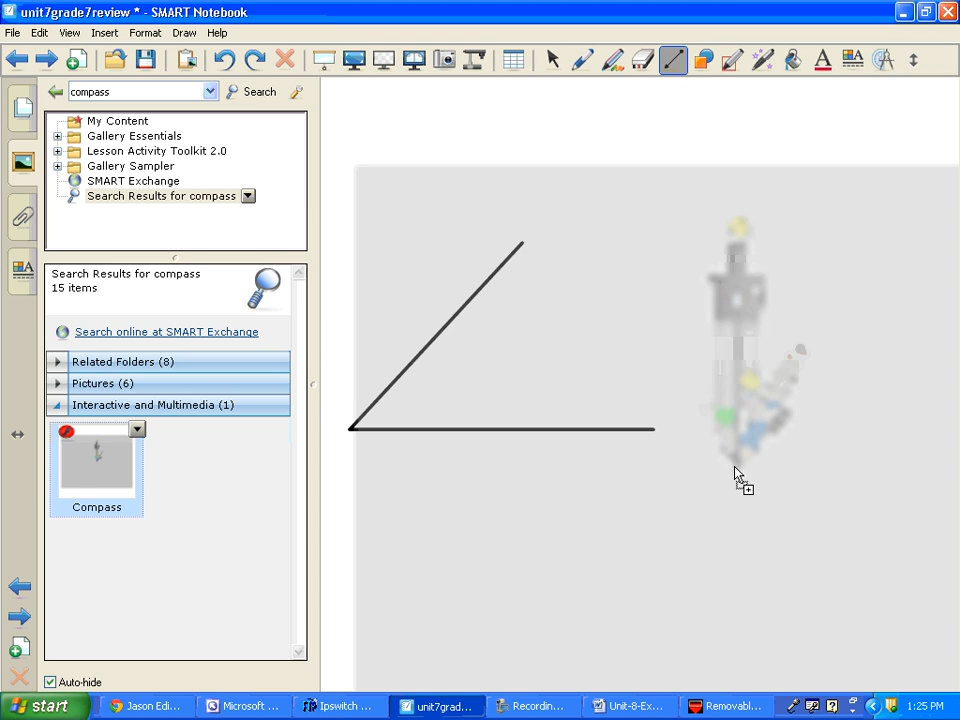 unit7grade7review * - SMART Notebook
File Edit View Insert Format Draw Help
compass Search
My Content
Gallery Essentials
Lesson Activity Toolkit 2.0
Gallery Sampler
SMART Exchange
Search Results for compass
Search Results for compass
15 items
Search online at SMART Exchange
Related Folders (8)
Pictures (6)
Interactive and Multimedia (1)
Compass
Auto-hide
start Jason Edi... Microsoft ... Ipswitch ... unit7grad... Recordin... Unit-8-Ex... Removabl... 1:25 PM